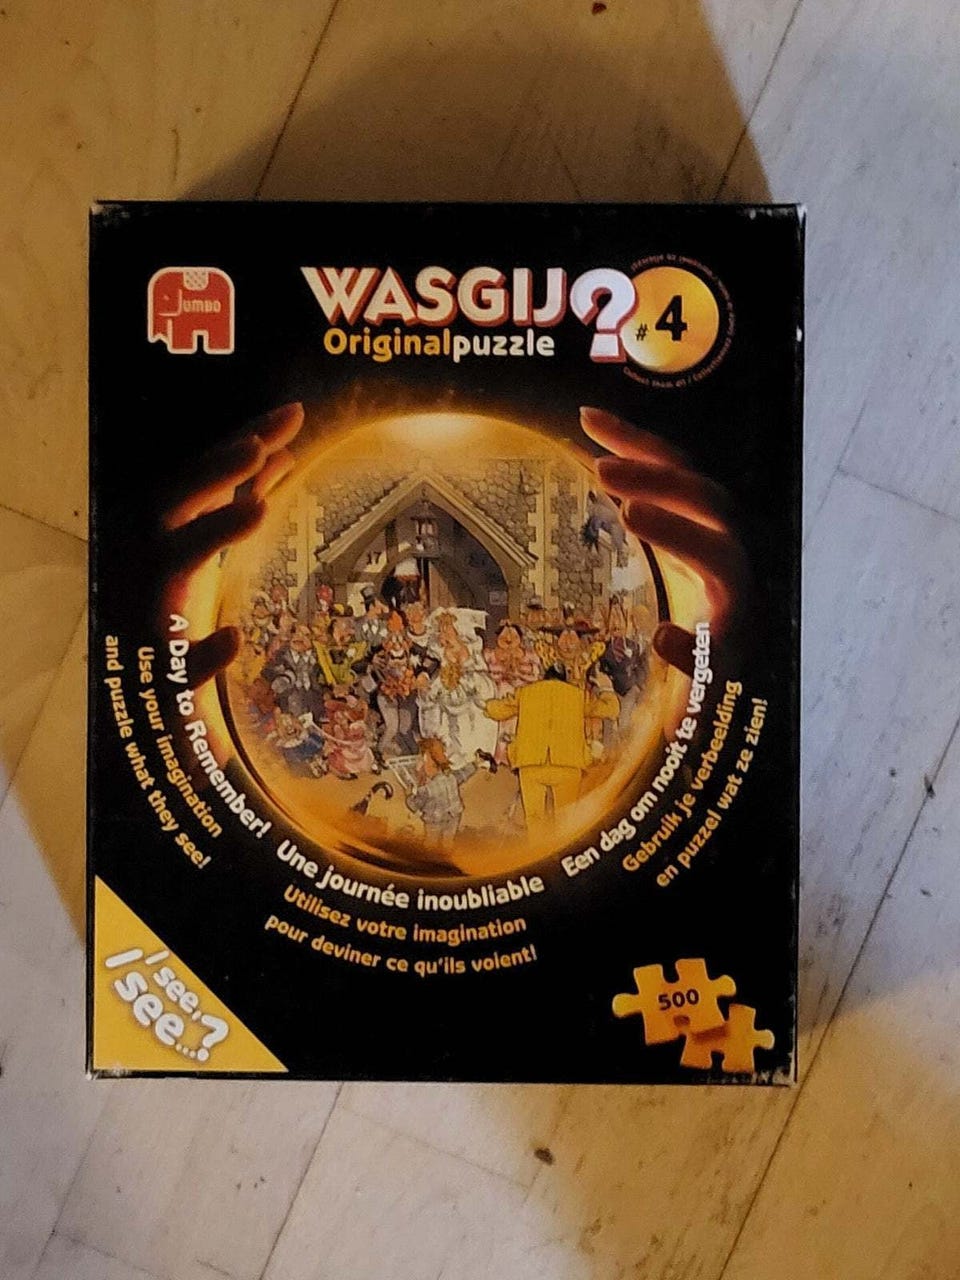 Jumbo
WASGIJ?
Originalpuzzle
#4
17
A Day to Remember!
Use your imagination
and puzzle what they see!
Une journée inoubliable
Utilisez votre imagination
pour deviner ce qu'ils voient!
Een dag om nooit te vergeten
Gebruik je verbeelding
en puzzel wat ze zien!
I see,
I see...?
500